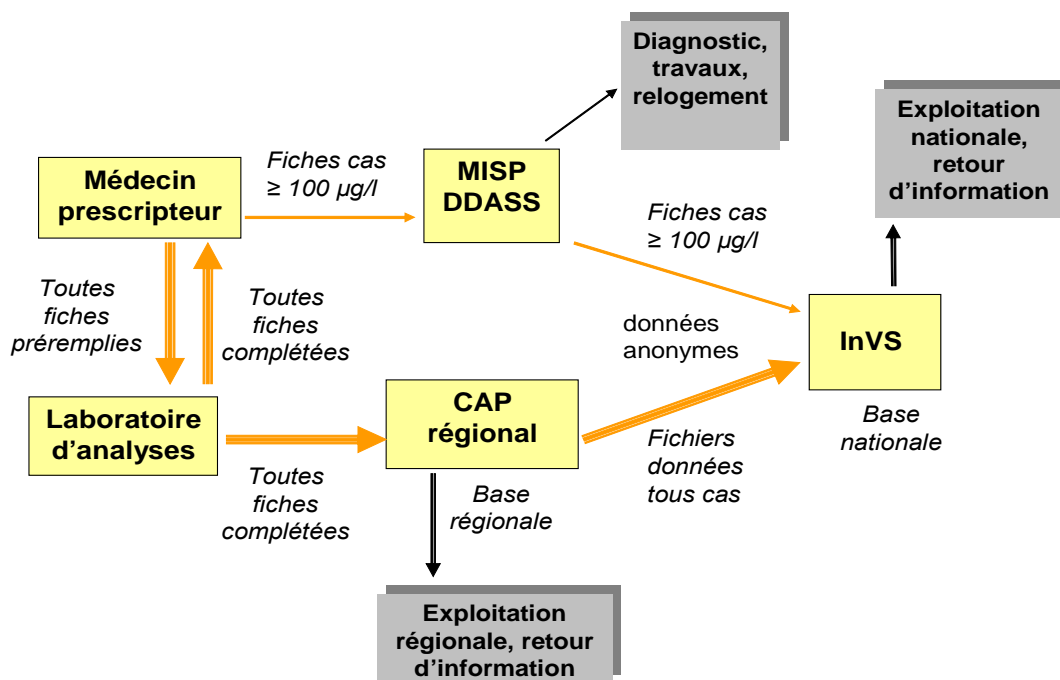 Diagnostic,
travaux,
relogement
Exploitation
nationale,
retour
d'information
Médecin
prescripteur
Fiches cas
≥ 100 µg/l
MISP
DDASS
Fiches cas
≥ 100 µg/l
Toutes
fiches
préremplies
Toutes
fiches
complétées
données
anonymes
InVS
Base
nationale
Laboratoire
d'analyses
CAP
régional
Toutes
fiches
complétées
Base
régionale
Fichiers
données
tous cas
Exploitation
régionale, retour
d'information